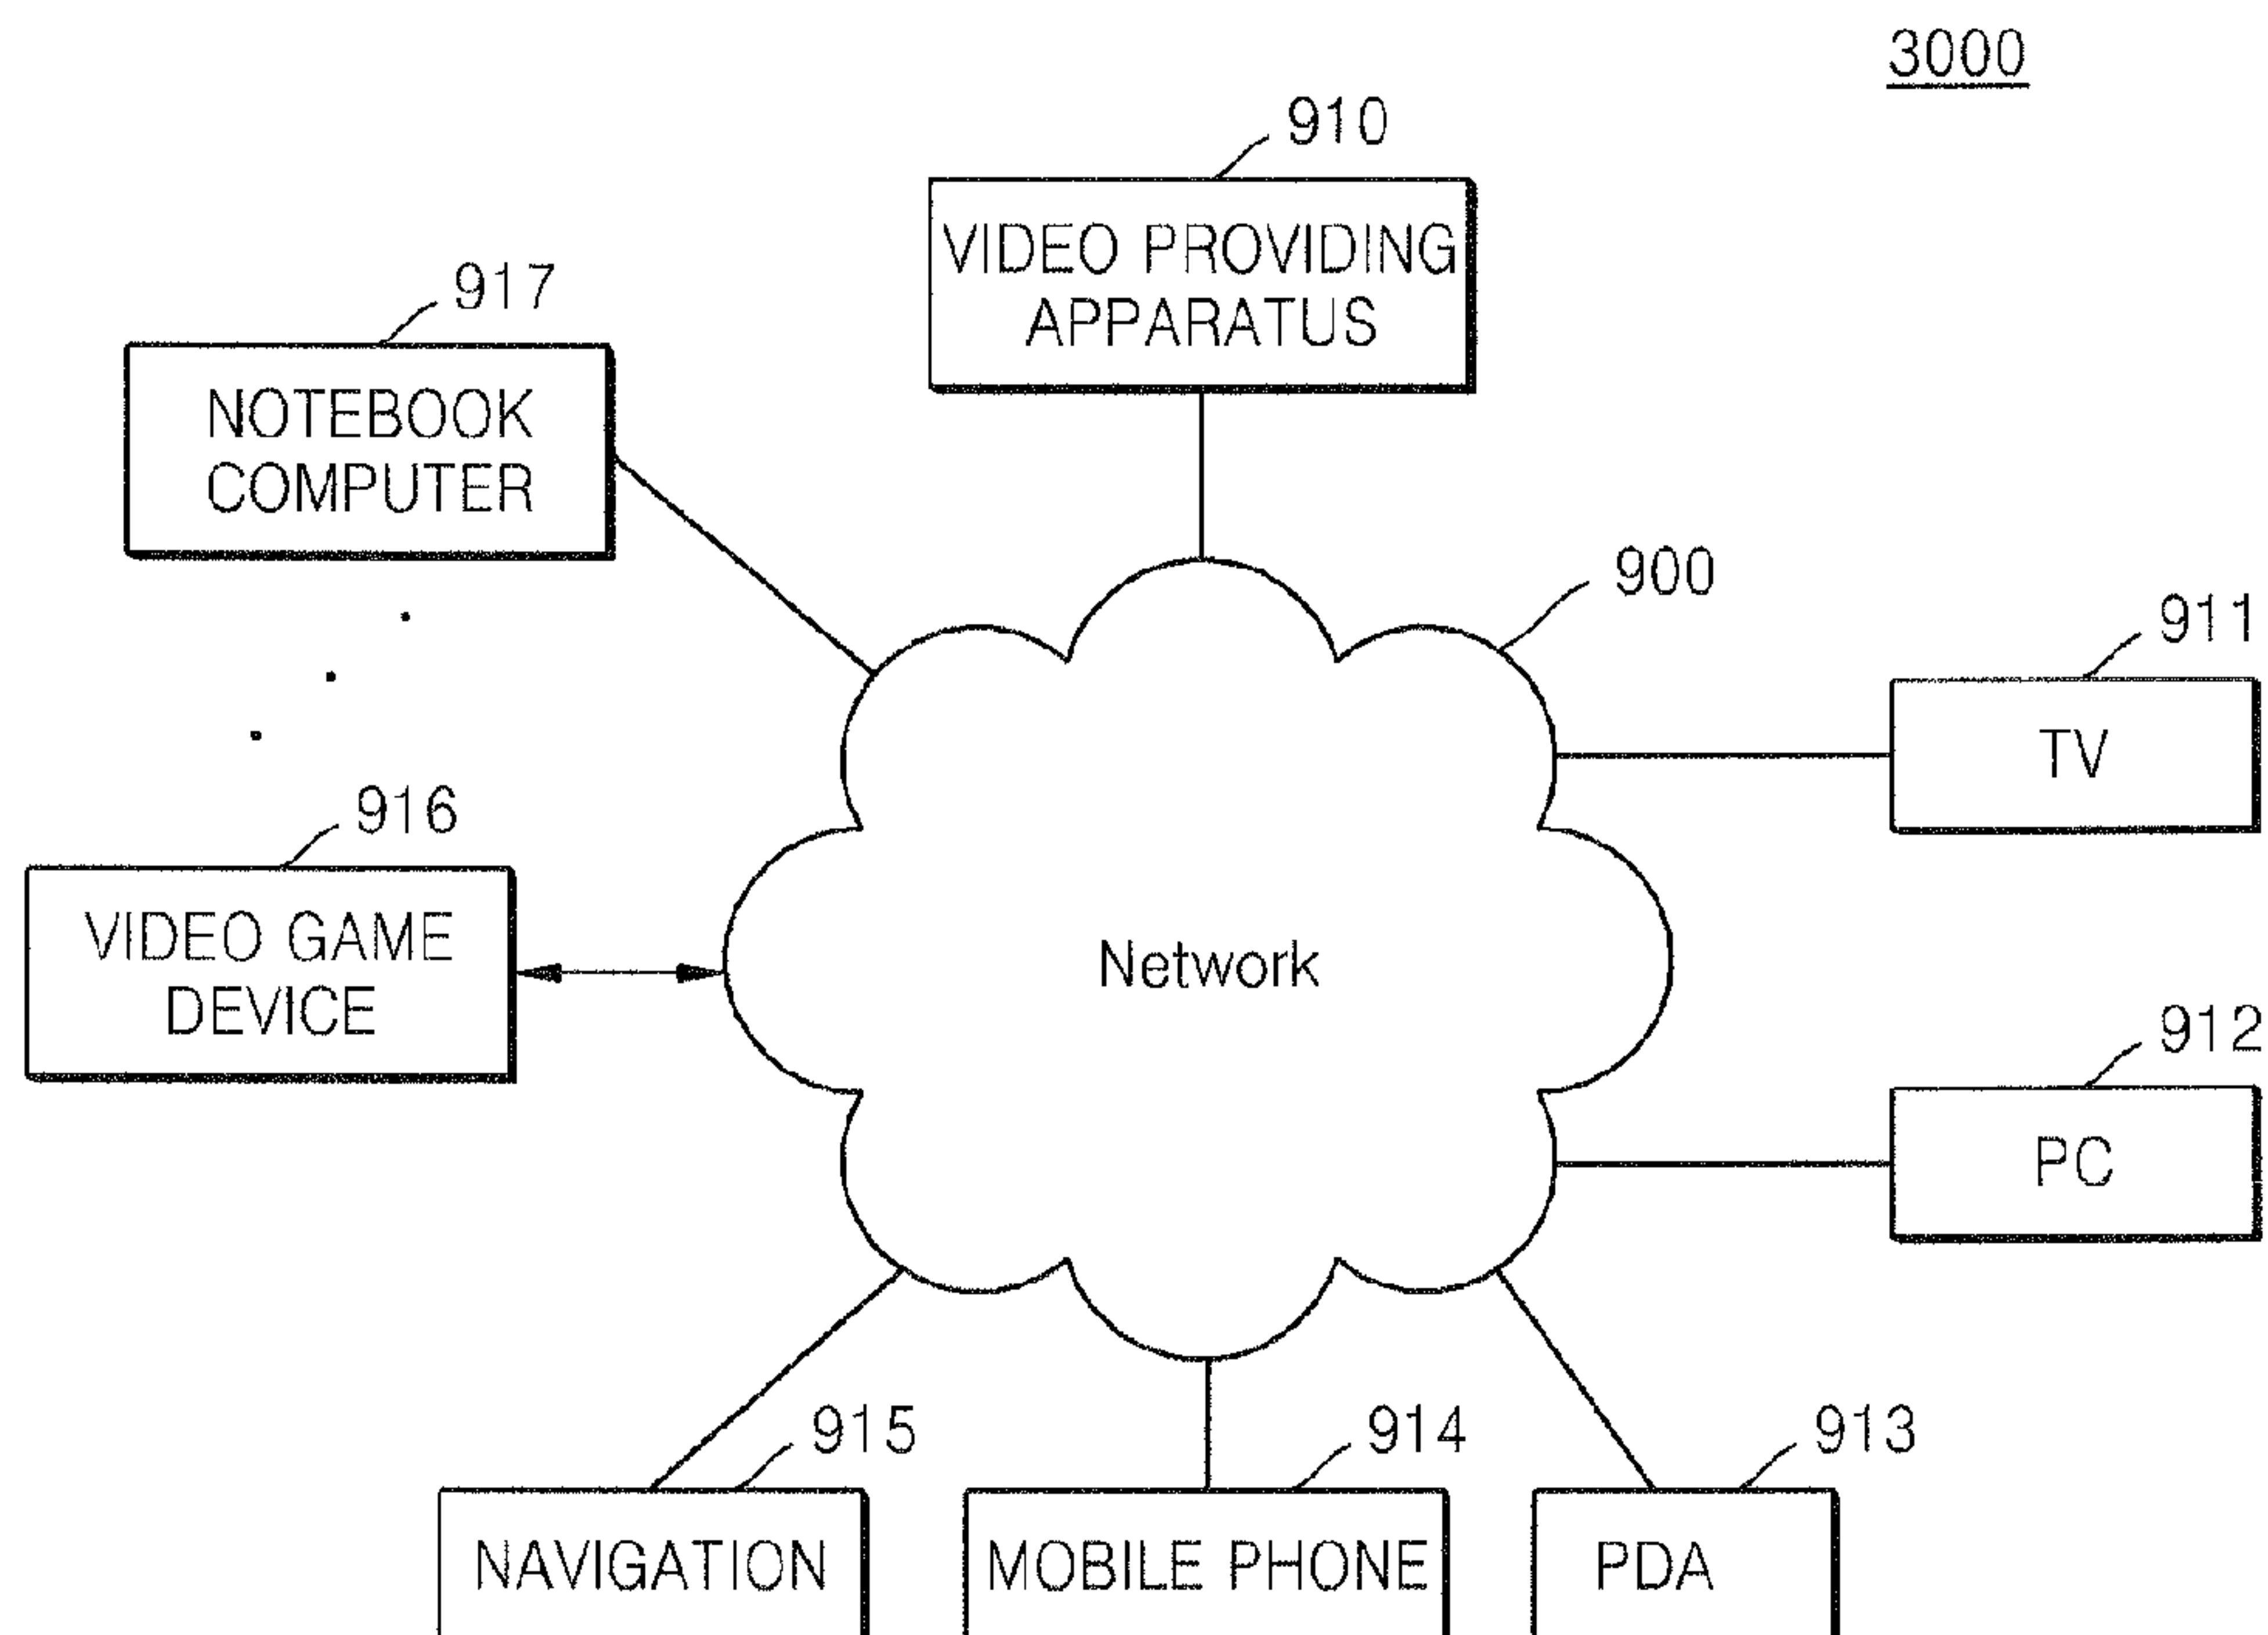 3000
910
VIDEO PROVIDING
APPARATUS
917
NOTEBOOK
COMPUTER
900
911
TV
916
VIDEO GAME
DEVICE
Network
912
PC
915
NAVIGATION
914
MOBILE PHONE
913
PDA